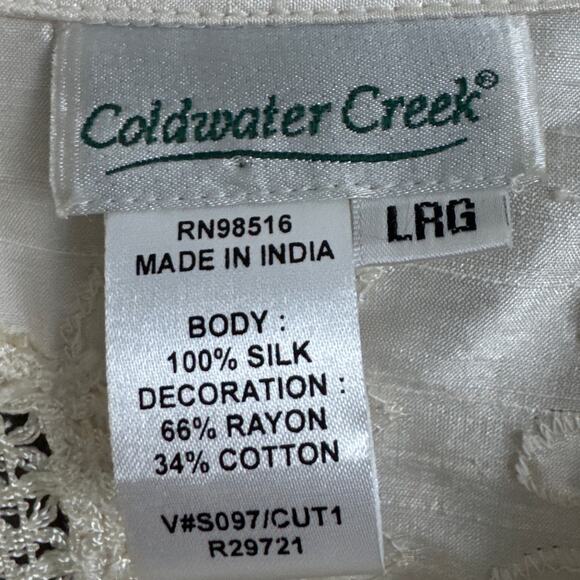 Coldwater Creek®
LRG
RN98516
MADE IN INDIA
BODY :
100% SILK
DECORATION :
66% RAYON
34% COTTON
V#S097/CUT1
R29721